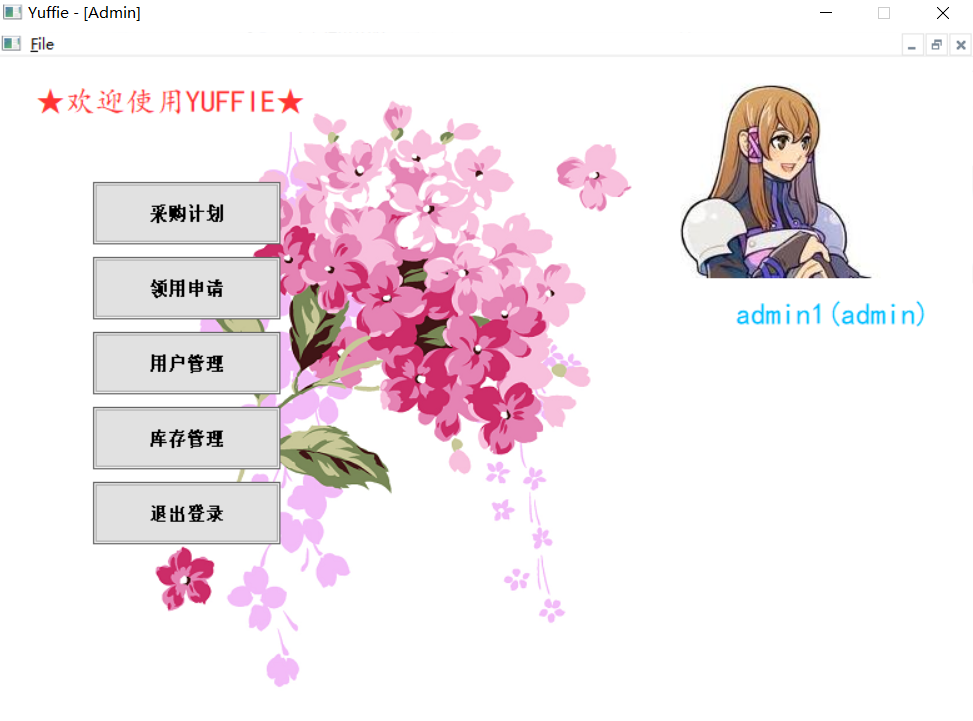 Yuffie - [Admin]
File
★欢迎使用YUFFIE★
采购计划
领用申请
用户管理
库存管理
退出登录
admin1(admin)